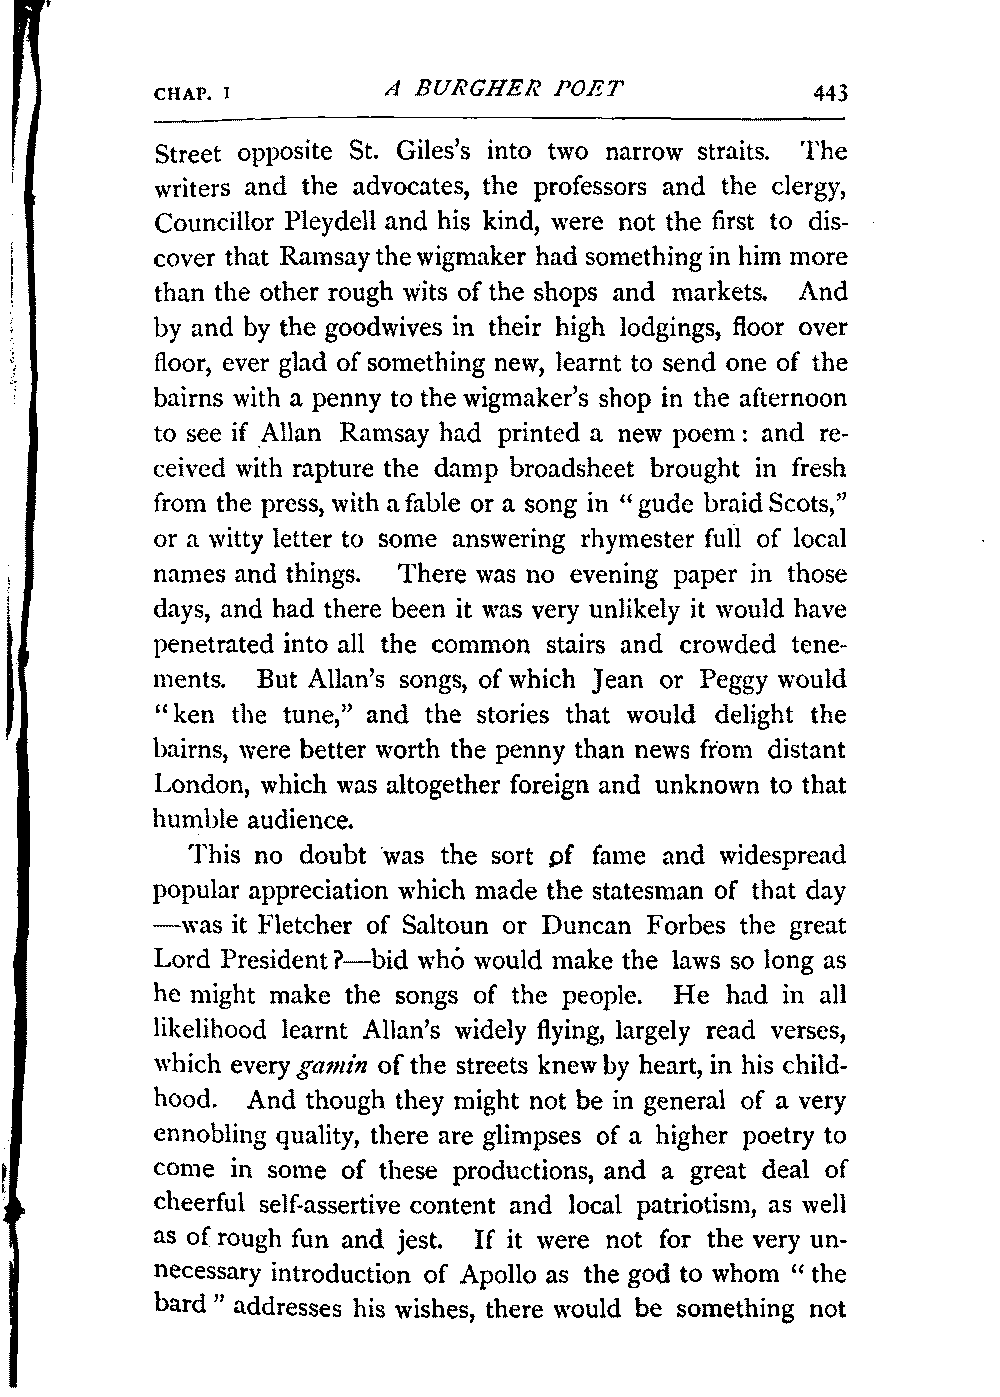 CHAP. I A BURGHER POET 443
Street opposite St. Giles's into two narrow straits. The
writers and the advocates, the professors and the clergy,
Councillor Pleydell and his kind, were not the first to dis-
cover that Ramsay the wigmaker had something in him more
than the other rough wits of the shops and markets. And
by and by the goodwives in their high lodgings, floor over
floor, ever glad of something new, learnt to send one of the
bairns with a penny to the wigmaker's shop in the afternoon
to see if Allan Ramsay had printed a new poem: and re-
ceived with rapture the damp broadsheet brought in fresh
from the press, with a fable or a song in "gude braid Scots,"
or a witty letter to some answering rhymester full of local
names and things. There was no evening paper in those
days, and had there been it was very unlikely it would have
penetrated into all the common stairs and crowded tene-
ments. But Allan's songs, of which Jean or Peggy would
"ken the tune," and the stories that would delight the
bairns, were better worth the penny than news from distant
London, which was altogether foreign and unknown to that
humble audience.
This no doubt was the sort of fame and widespread
popular appreciation which made the statesman of that day
—was it Fletcher of Saltoun or Duncan Forbes the great
Lord President?—bid who would make the laws so long as
he might make the songs of the people. He had in all
likelihood learnt Allan's widely flying, largely read verses,
which every gamin of the streets knew by heart, in his child-
hood. And though they might not be in general of a very
ennobling quality, there are glimpses of a higher poetry to
come in some of these productions, and a great deal of
cheerful self-assertive content and local patriotism, as well
as of rough fun and jest. If it were not for the very un-
necessary introduction of Apollo as the god to whom "the
bard" addresses his wishes, there would be something not